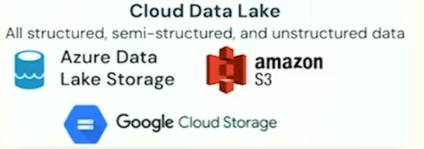 Cloud Data Lake
All structured, semi-structured, and unstructured data
Azure Data
Lake Storage
amazon
S3
Google Cloud Storage